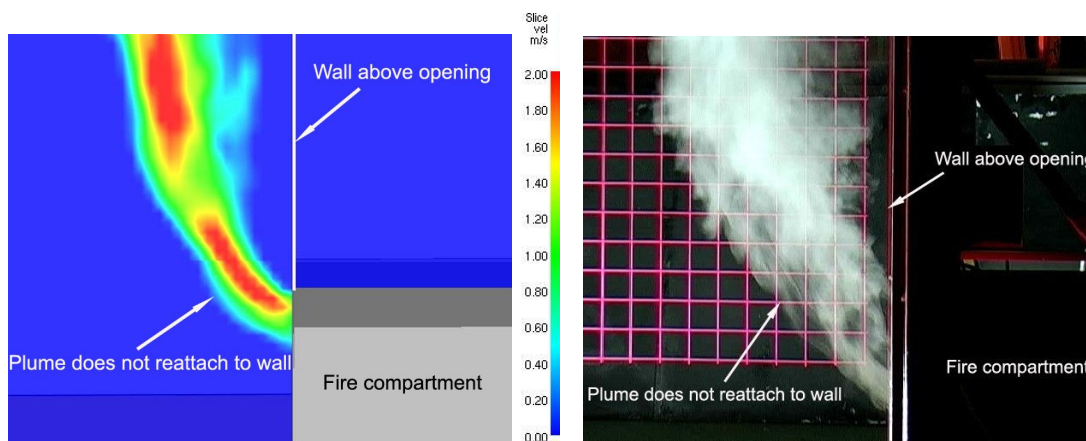 Wall above opening
Plume does not reattach to wall
Fire compartment
Slice
vel
m/s
2.00
1.80
1.60
1.40
1.20
1.00
0.80
0.60
0.40
0.20
0.00
Wall above opening
Plume does not reattach to wall
Fire compartment